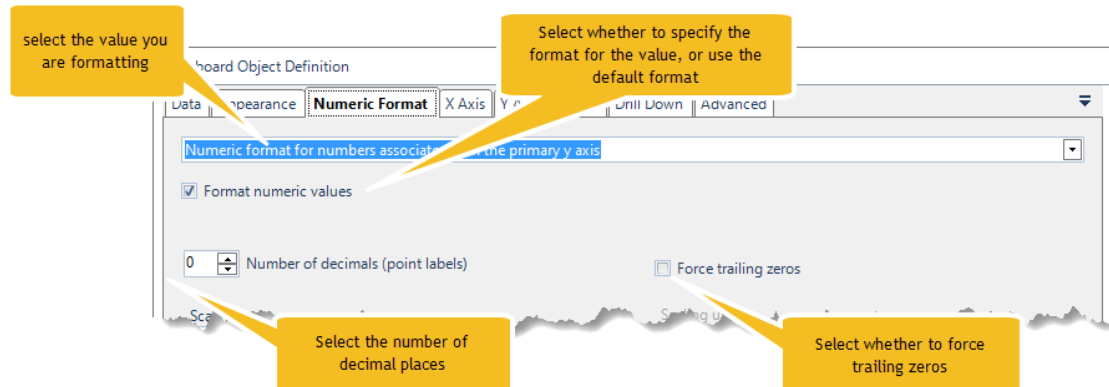 select the value you
are formatting
Select whether to specify the
format for the value, or use the
default format
board Object Definition
Data Appearance Numeric Format X Axis Y Drill Down Advanced
Numeric format for numbers associated the primary y axis
Format numeric values
0 Number of decimals (point labels)
Force trailing zeros
Select the number of
decimal places
Select whether to force
trailing zeros